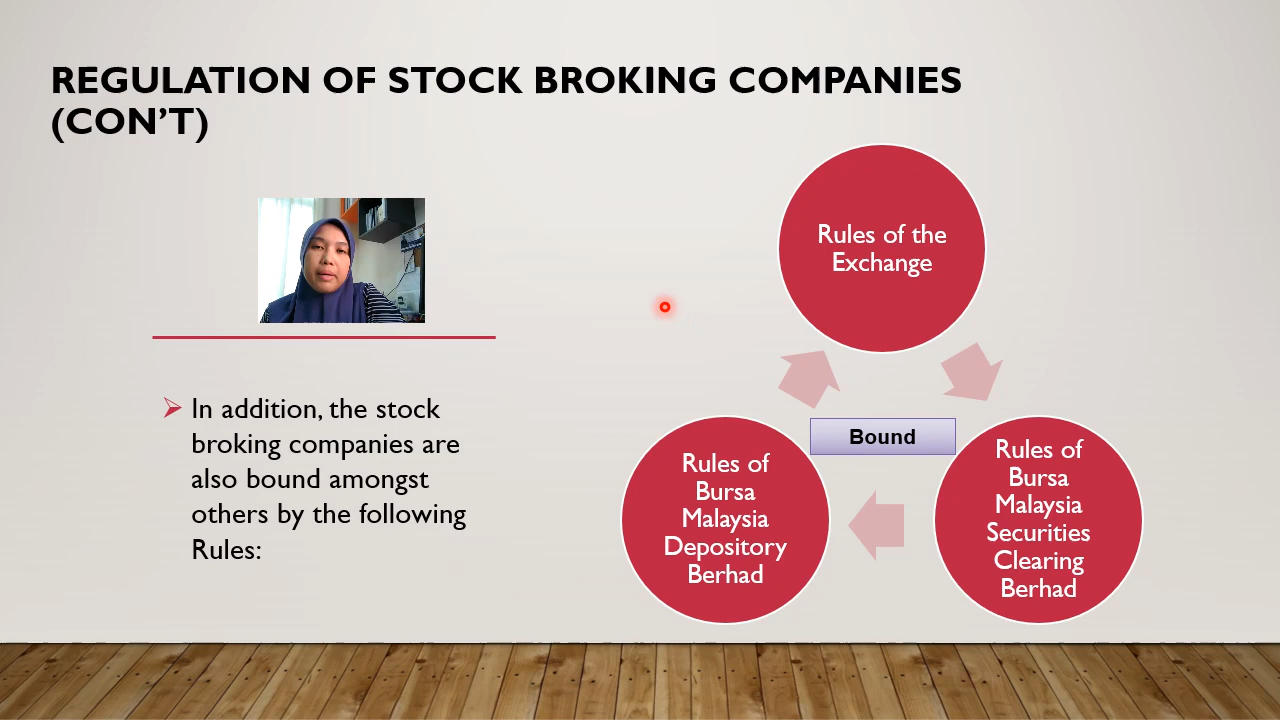 REGULATION OF STOCK BROKING COMPANIES
(CON’T)
In addition, the stock
broking companies are
also bound amongst
others by the following
Rules:
Rules of the
Exchange
Bound
Rules of
Bursa
Malaysia
Securities
Clearing
Berhad
Rules of
Bursa
Malaysia
Depository
Berhad